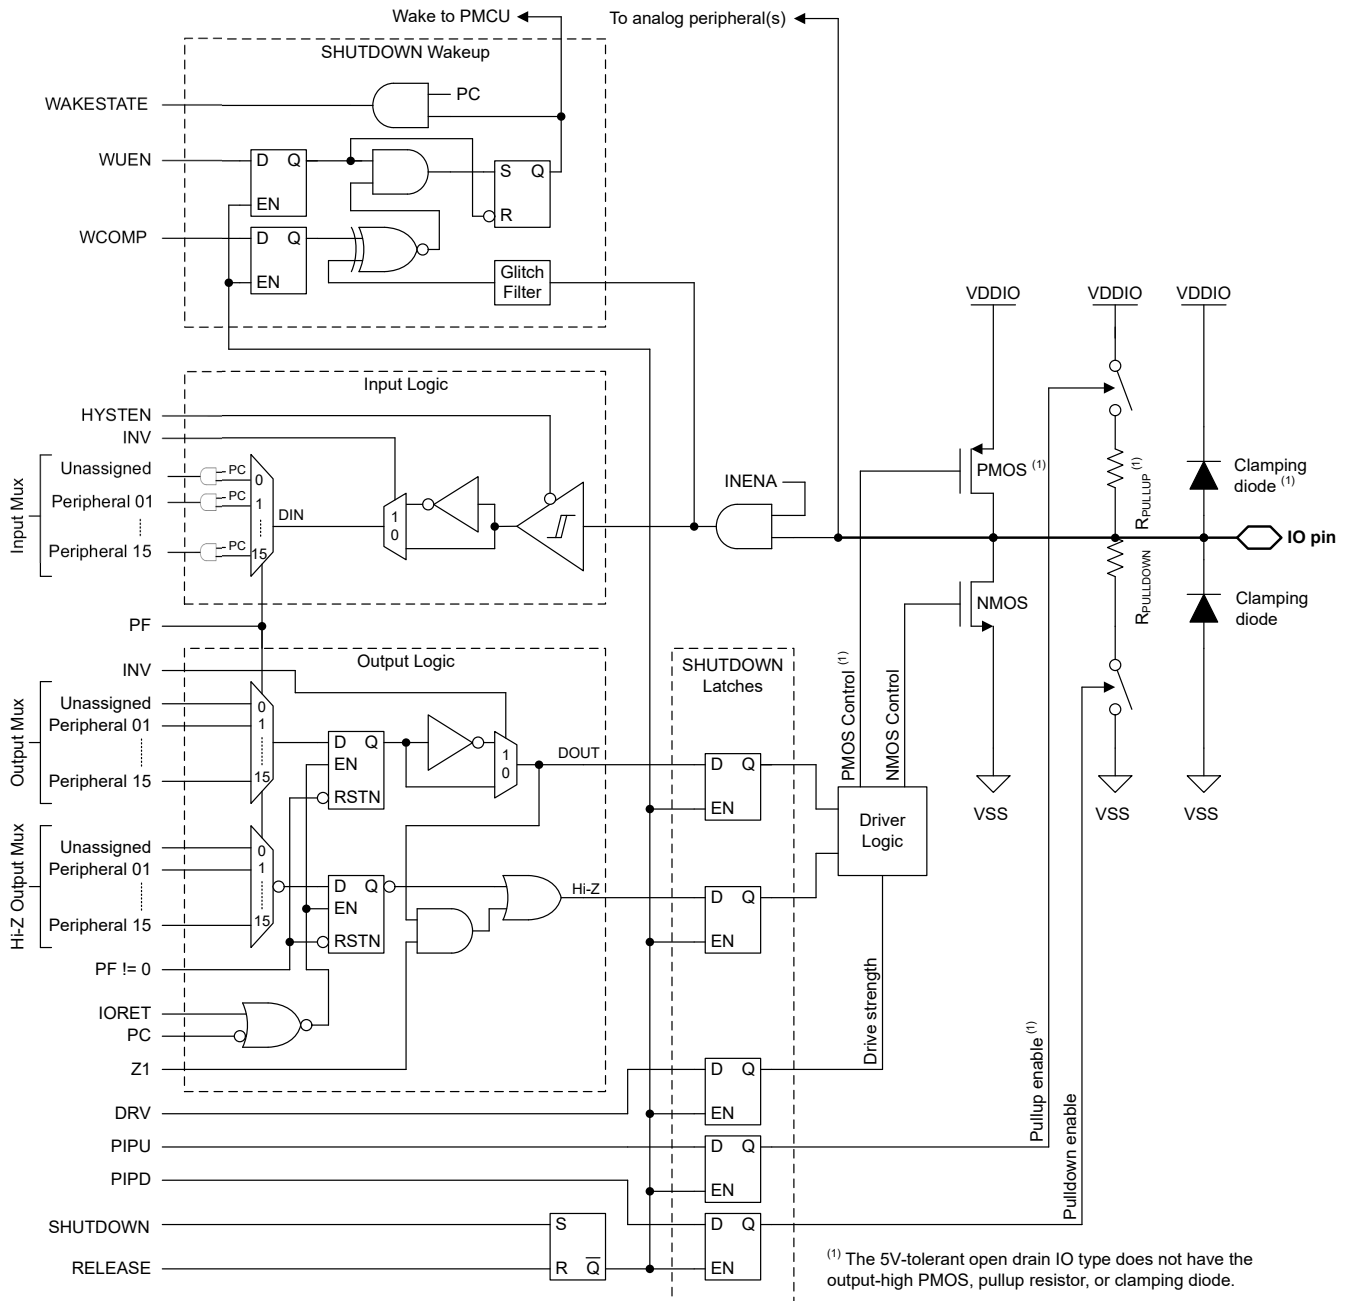 Wake to PMCU
To analog peripheral(s)
SHUTDOWN Wakeup
WAKESTATE
PC
WUEN
D Q
EN
S Q
R
WCOMP
D Q
EN
Glitch
Filter
VDDIO
VDDIO
VDDIO
Input Logic
HYSTEN
INV
Input Mux
Unassigned
PC
0
Peripheral 01
PC
1
Peripheral 15
PC
15
DIN
1
0
INENA
PMOS (1)
RPULLUP (1)
Clamping
diode (1)
IO pin
RPULLDOWN
NMOS
Clamping
diode
PF
INV
Output Logic
SHUTDOWN
Latches
PMOS Control (1)
NMOS Control
Output Mux
Unassigned
0
Peripheral 01
1
Peripheral 15
15
D Q
EN
RSTN
1
0
DOUT
D Q
EN
Driver
Logic
VSS
VSS
VSS
Hi-Z Output Mux
Unassigned
0
Peripheral 01
1
Peripheral 15
15
D Q
EN
RSTN
Hi-Z
D Q
EN
PF != 0
IORET
PC
Z1
Drive strength
Pullup enable (1)
Pulldown enable
DRV
D Q
EN
PIPU
D Q
EN
PIPD
SHUTDOWN
S
D Q
RELEASE
R Q
EN
(1) The 5V-tolerant open drain IO type does not have the
output-high PMOS, pullup resistor, or clamping diode.